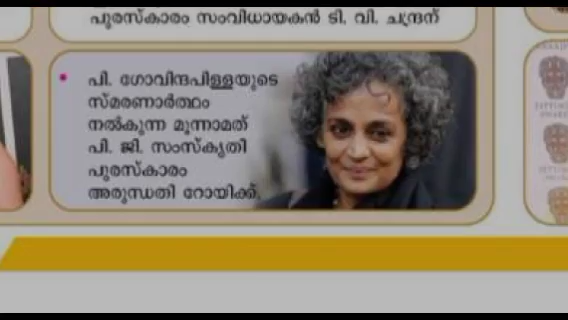 പുരസ്കാരം സംവിധായകൻ ടി. വി. ചന്ദ്രന്
പി. ഗോവിന്ദപിള്ളയുടെ
സ്മരണാർത്ഥം
നൽകുന്ന മൂന്നാമത്
പി. ജി. സംസ്കൃതി
പുരസ്കാരം
അരുന്ധതി റോയിക്ക്.